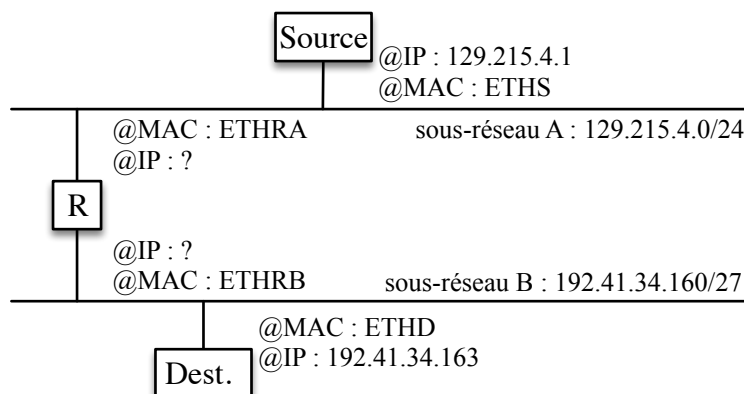 Source
@IP : 129.215.4.1
@MAC : ETHS
@MAC : ETHRA
sous-réseau A : 129.215.4.0/24
@IP : ?
R
@IP : ?
@MAC : ETHRB
sous-réseau B : 192.41.34.160/27
@MAC : ETHD
@IP : 192.41.34.163
Dest.